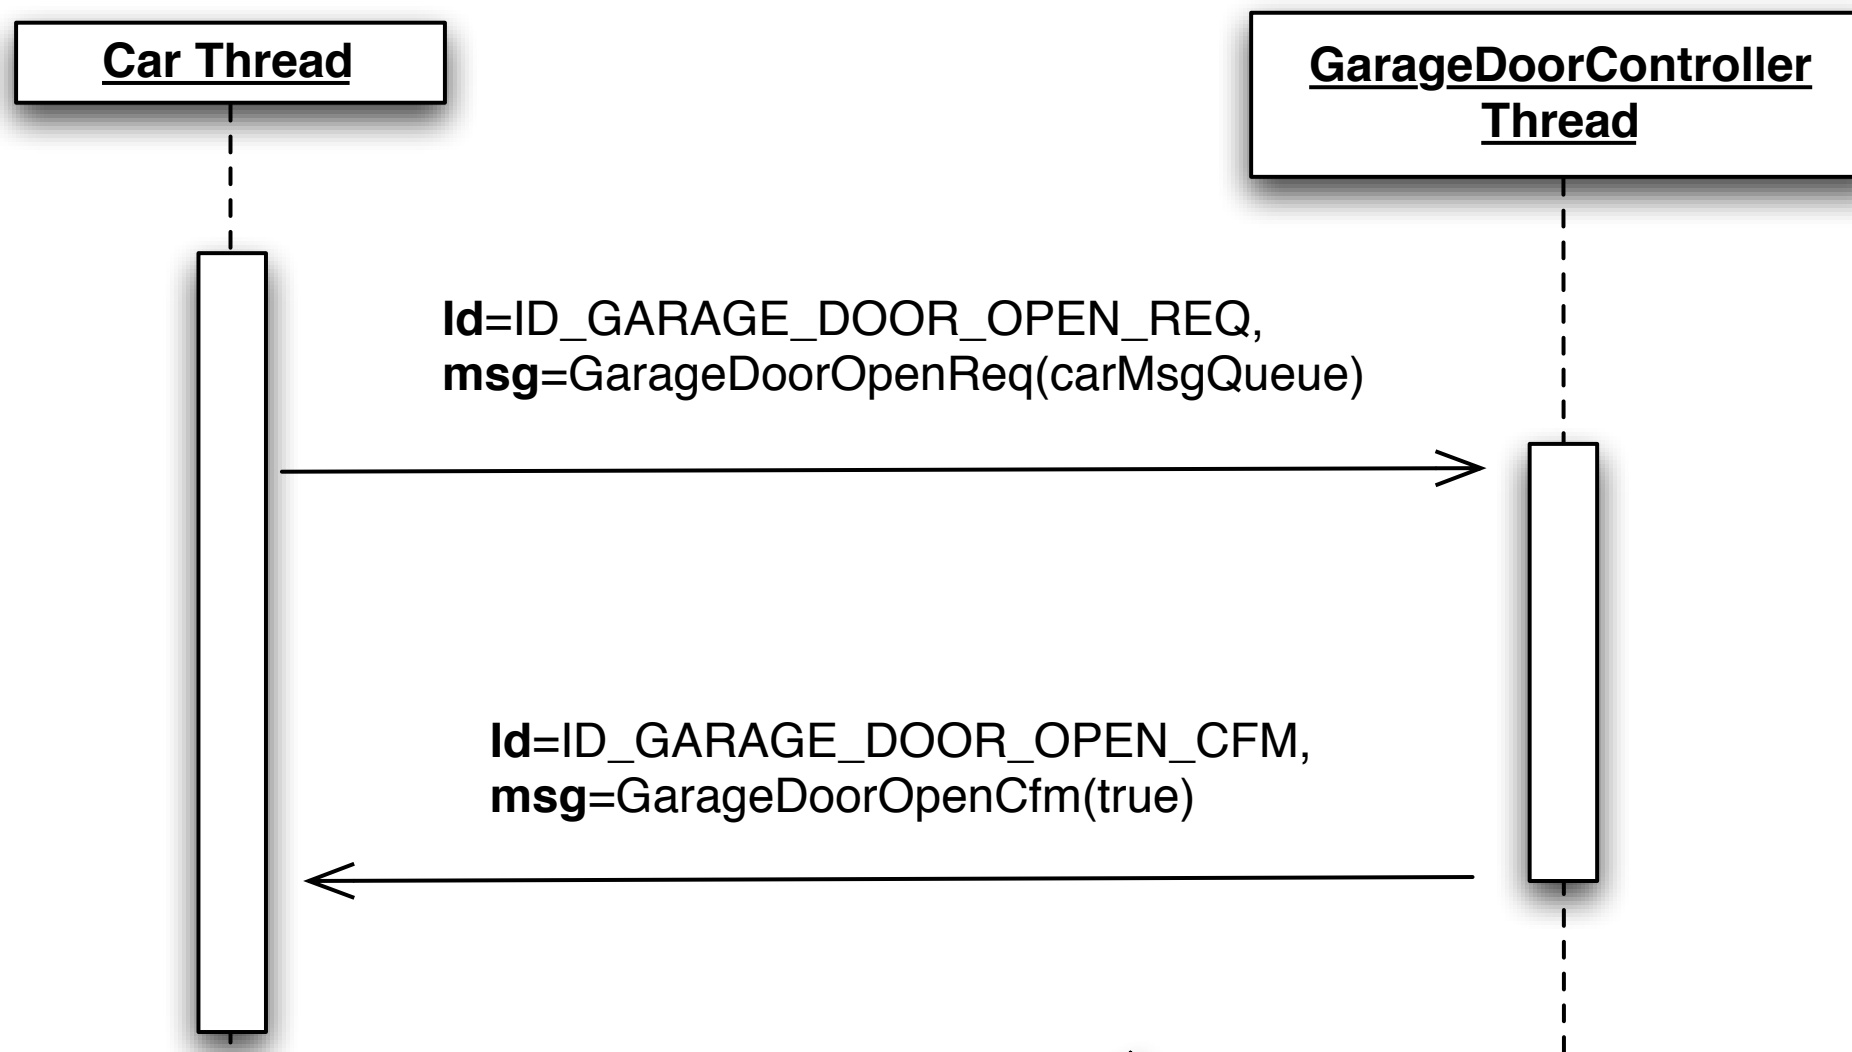 Car Thread
GarageDoorController
Thread
Id=ID_GARAGE_DOOR_OPEN_REQ,
msg=GarageDoorOpenReq(carMsgQueue)
Id=ID_GARAGE_DOOR_OPEN_CFM,
msg=GarageDoorOpenCfm(true)